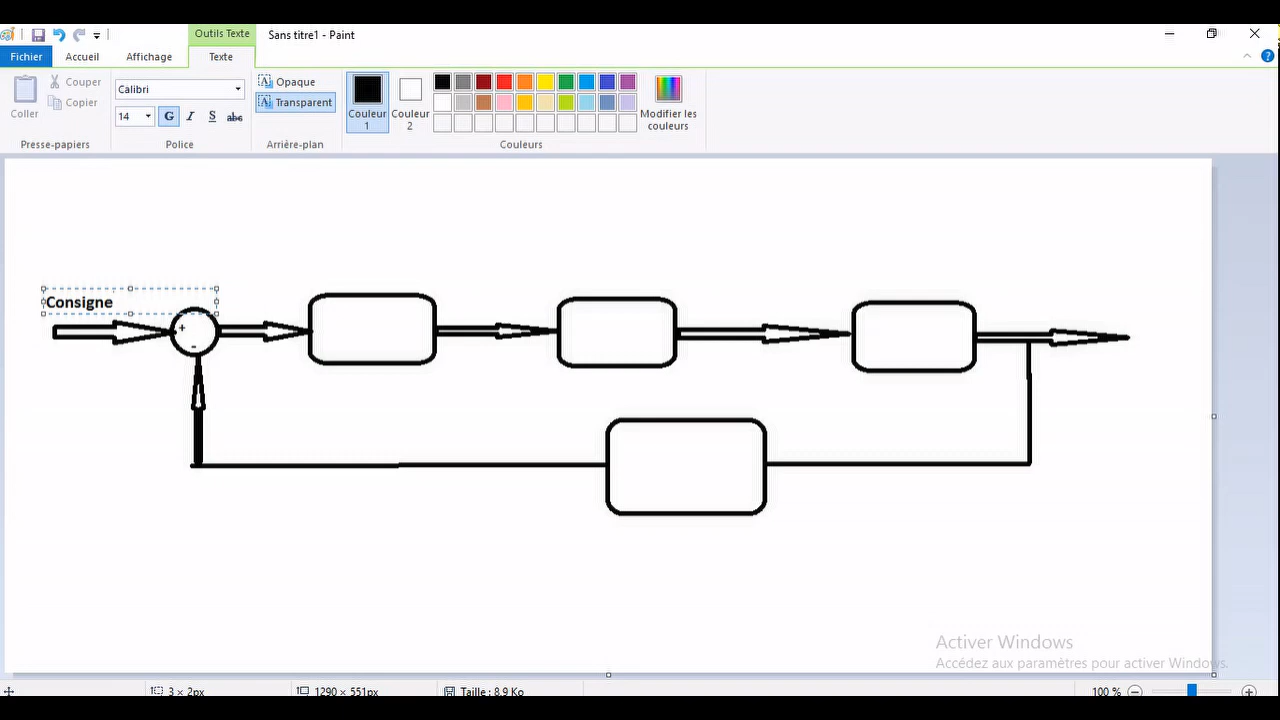 Outils Texte
Sans titre1 - Paint
Fichier
Accueil
Affichage
Texte
Coller
Couper
Copier
Presse-papiers
Calibri
14
G I S abc
Police
Opaque
Transparent
Arrière-plan
Couleur
1
Couleur
2
Modifier les
couleurs
Couleurs
Consigne
+
-
Activer Windows
Accédez aux paramètres pour activer Windows.
3 × 2px
1290 × 551px
Taille : 8,9 Ko
100 %